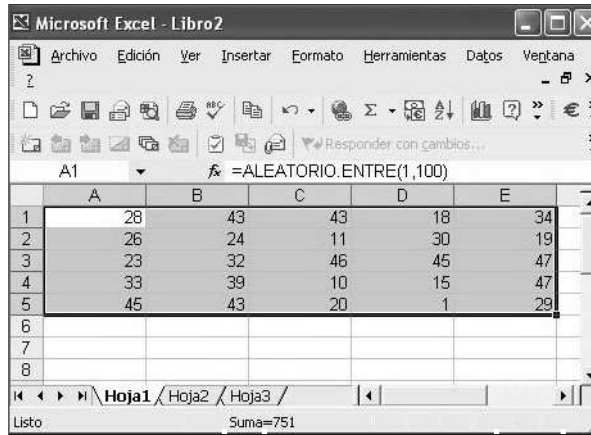 Microsoft Excel - Libro2
Archivo Edición Ver Insertar Formato Herramientas Datos Ventana
?
Responder con cambios...
A1 fx =ALEATORIO.ENTRE(1,100)
A B C D E
1 28 43 43 18 34
2 26 24 11 30 19
3 23 32 46 45 47
4 33 39 10 15 47
5 45 43 20 1 29
6
7
8
Hoja1 Hoja2 Hoja3
Listo Suma=751